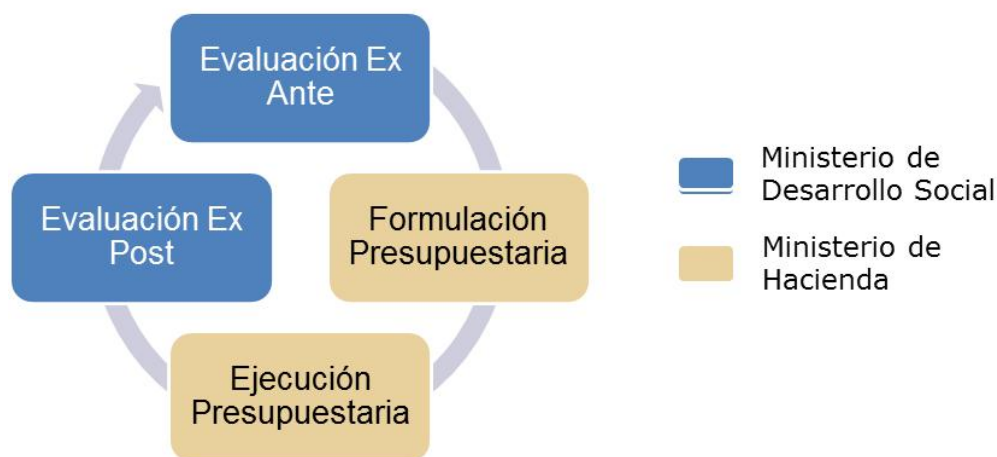 Evaluación Ex
Ante
Formulación
Presupuestaria
Ejecución
Presupuestaria
Evaluación Ex
Post
Ministerio de
Desarrollo Social
Ministerio de
Hacienda